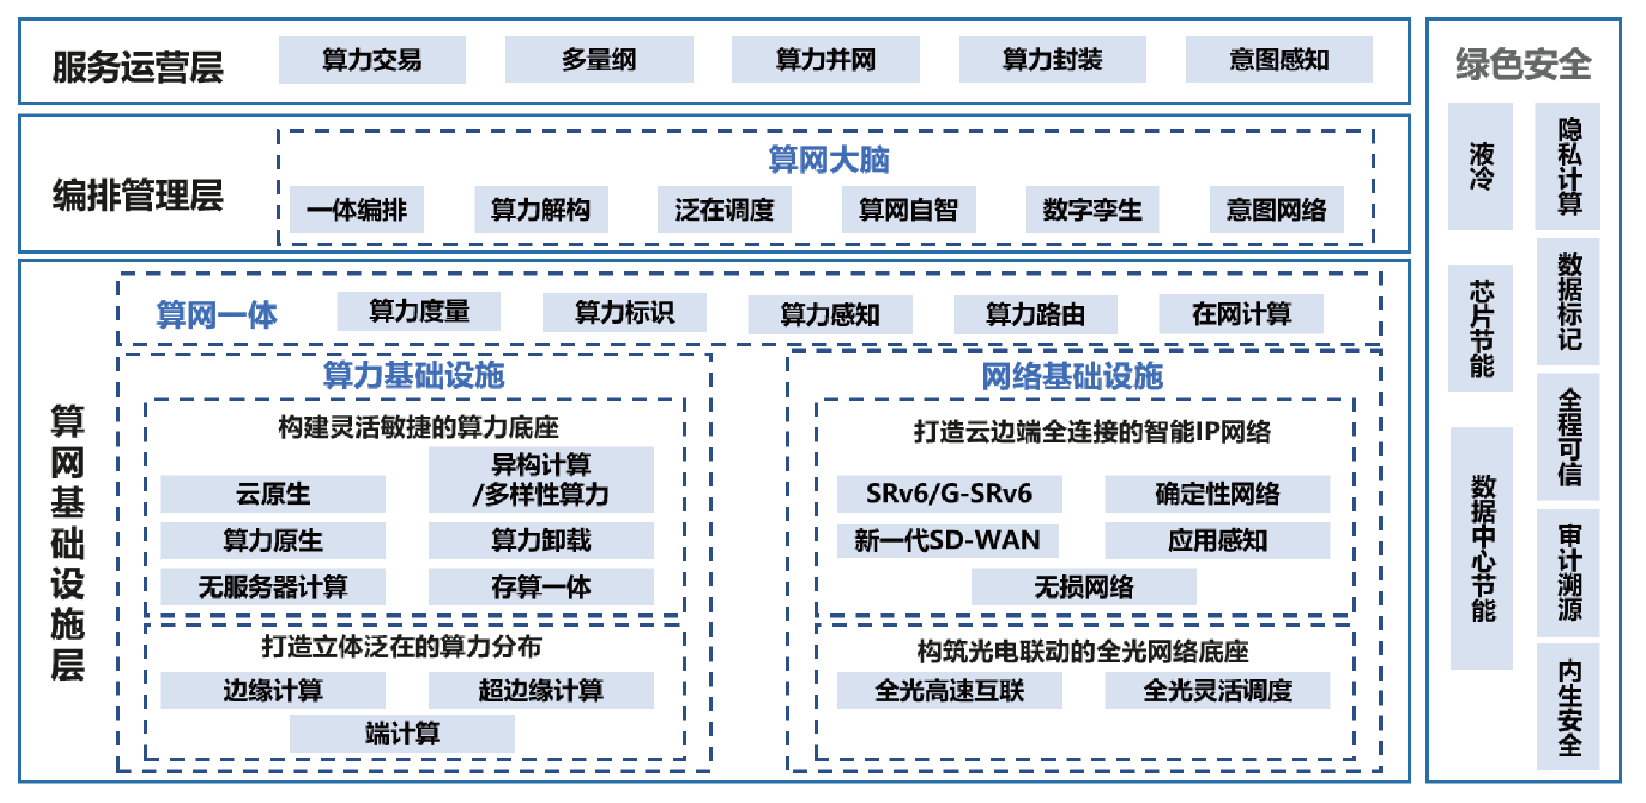 服务运营层
算力交易
多量纲
算力并网
算力封装
意图感知
编排管理层
算网大脑
一体编排
算力解构
泛在调度
算网自智
数字孪生
意图网络
算网基础设施层
算网一体
算力度量
算力标识
算力感知
算力路由
在网计算
算力基础设施
构建灵活敏捷的算力底座
云原生
异构计算
/多样性算力
算力原生
算力卸载
无服务器计算
存算一体
打造立体泛在的算力分布
边缘计算
超边缘计算
端计算
网络基础设施
打造云边端全连接的智能IP网络
SRv6/G-SRv6
确定性网络
新一代SD-WAN
应用感知
无损网络
构筑光电联动的全光网络底座
全光高速互联
全光灵活调度
绿色安全
液冷
芯片节能
数据中心节能
隐私计算
数据标记
全程可信
审计溯源
内生安全